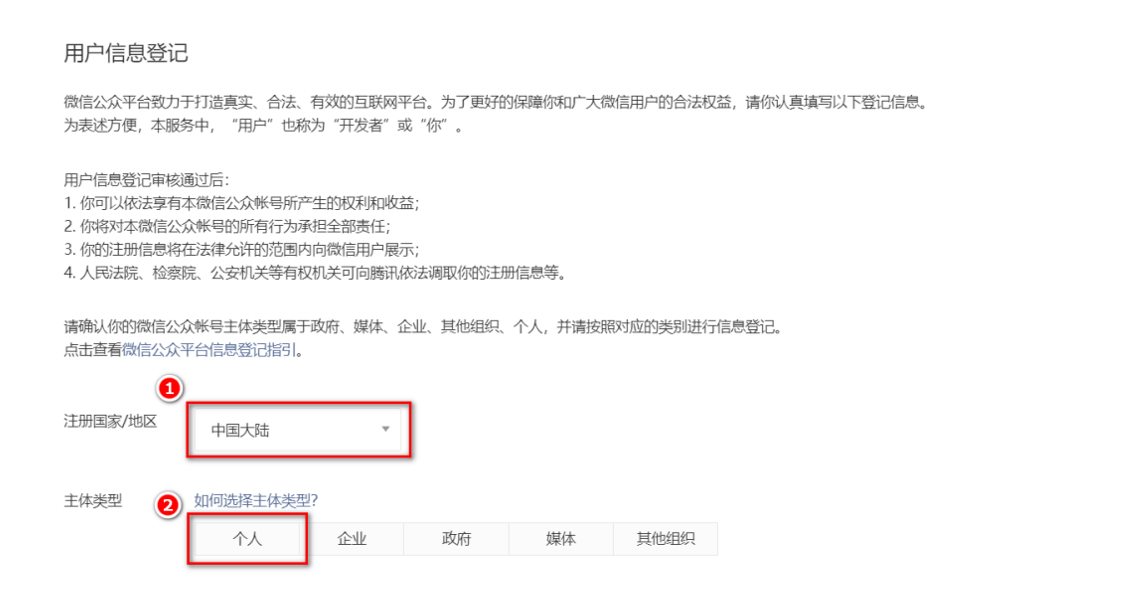 用户信息登记
微信公众平台致力于打造真实、合法、有效的互联网平台。为了更好的保障你和广大微信用户的合法权益，请你认真填写以下登记信息。
为表述方便，本服务中，“用户”也称为“开发者”或“你”。
用户信息登记审核通过后：
1. 你可以依法享有本微信公众帐号所产生的权利和收益；
2. 你将对本微信公众帐号的所有行为承担全部责任；
3. 你的注册信息将在法律允许的范围内向微信用户展示；
4. 人民法院、检察院、公安机关等有权机关可向腾讯依法调取你的注册信息等。
请确认你的微信公众帐号主体类型属于政府、媒体、企业、其他组织、个人，并请按照对应的类别进行信息登记。
点击查看微信公众平台信息登记指引。
1
注册国家/地区 中国大陆
主体类型 2 如何选择主体类型?
个人 企业 政府 媒体 其他组织